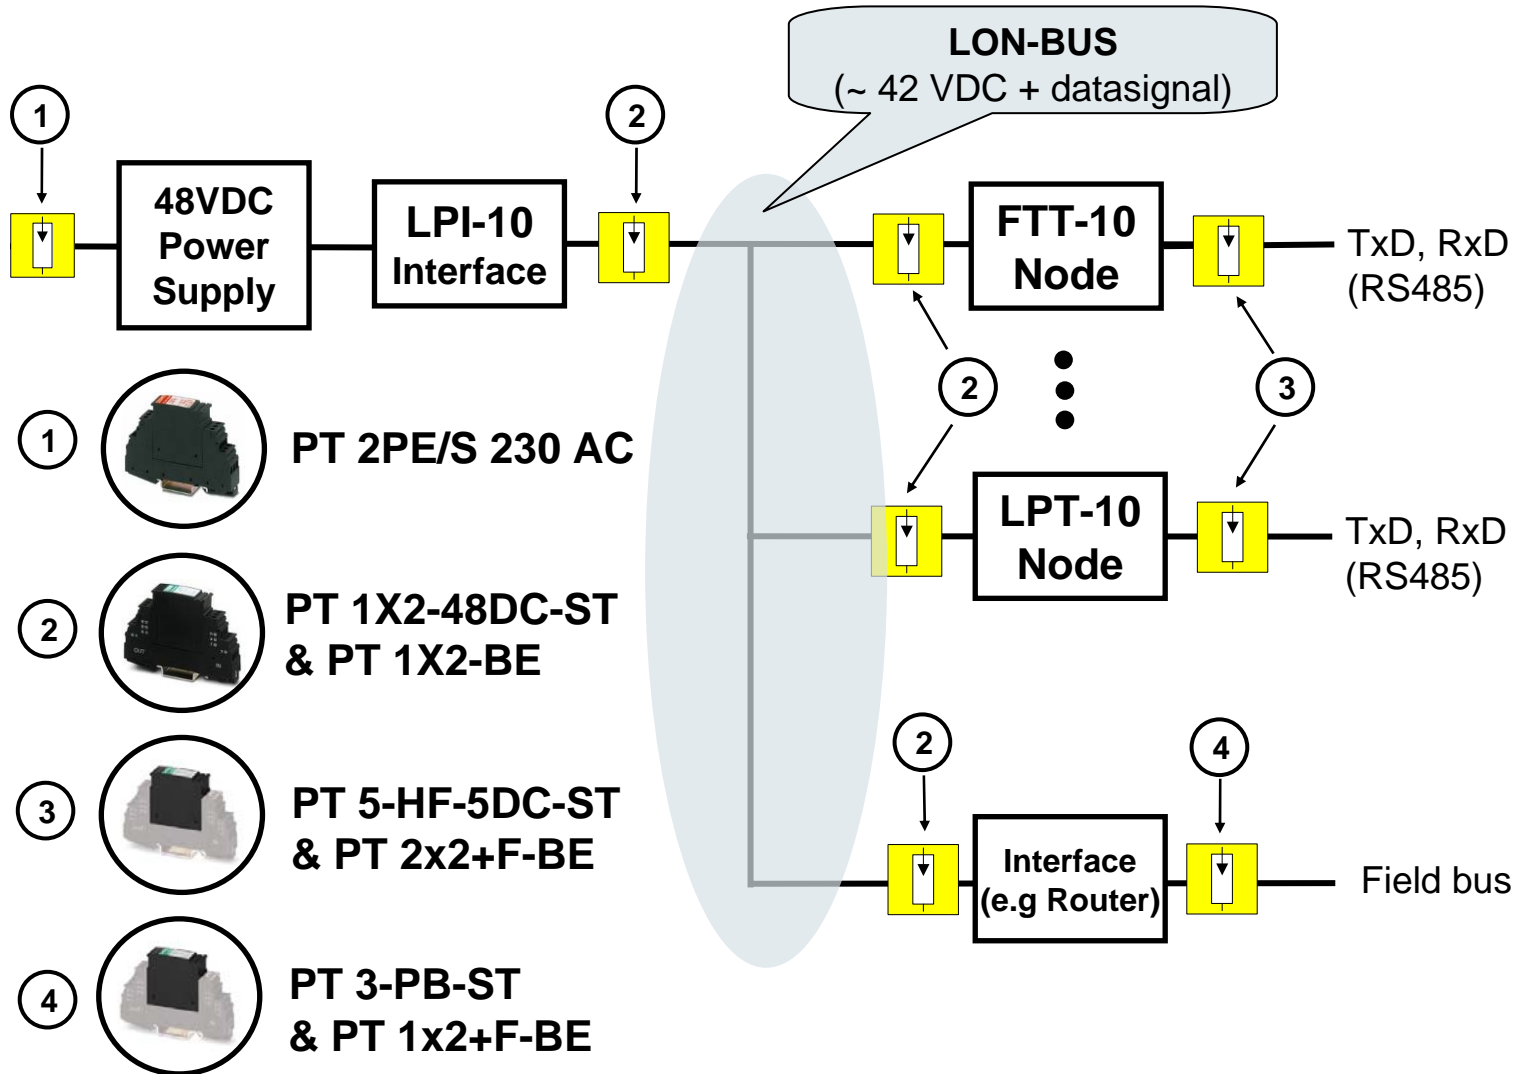 LON-BUS
(~ 42 VDC + datasignal)
1
2
48VDC
Power
Supply
LPI-10
Interface
FTT-10
Node
TxD, RxD
(RS485)
2
3
1
PT 2PE/S 230 AC
LPT-10
Node
TxD, RxD
(RS485)
2
OUT
IN
PT 1X2-48DC-ST
& PT 1X2-BE
2
4
3
PT 5-HF-5DC-ST
& PT 2x2+F-BE
Interface
(e.g Router)
Field bus
4
PT 3-PB-ST
& PT 1x2+F-BE